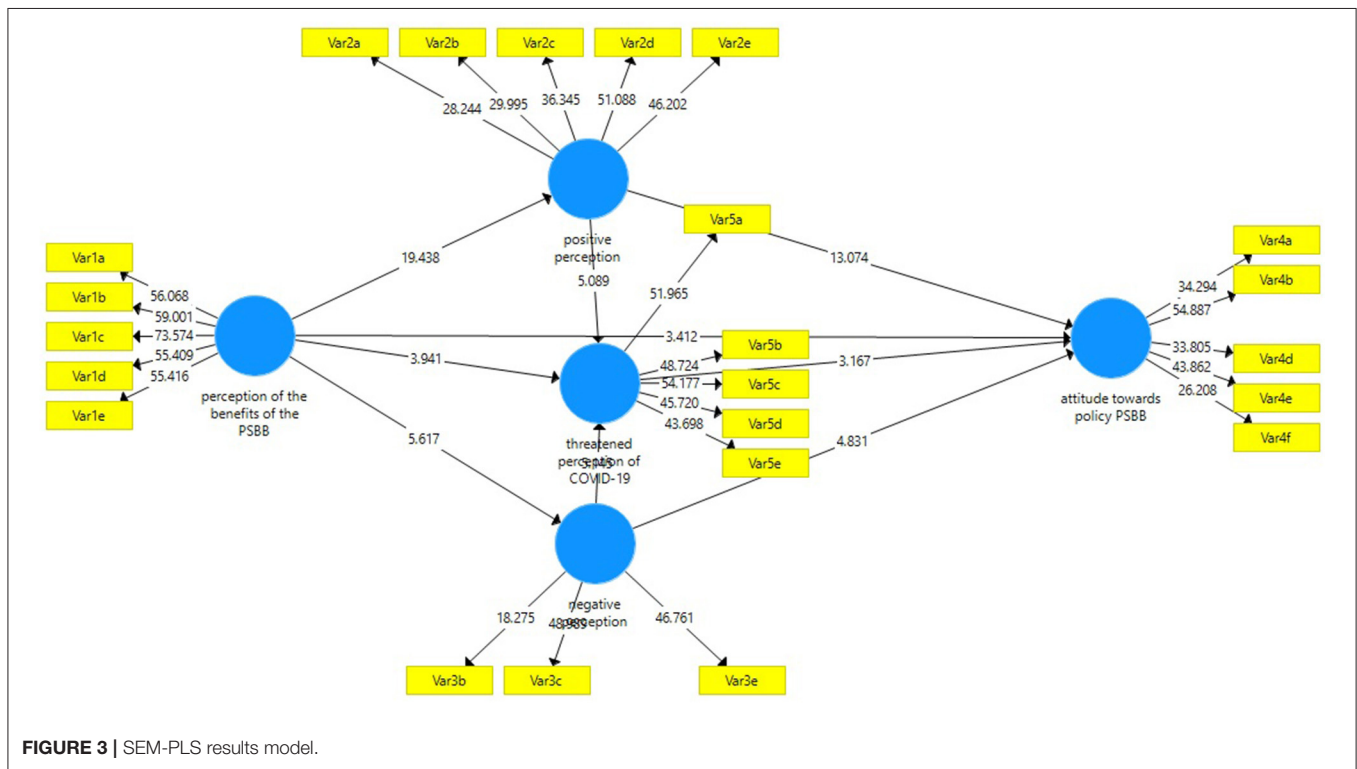 Var2a
Var2b
Var2c
Var2d
Var2e
28.244
29.995
36.345
51.088
46.202
positive
perception
Var5a
19.438
5.089
51.965
13.074
Var1a
Var1b
Var1c
Var1d
Var1e
56.068
59.001
73.574
55.409
55.416
perception of the
benefits of the
PSBB
3.941
3.412
3.167
5.617
4.831
Var5b
Var5c
Var5d
Var5e
48.724
54.177
45.720
43.698
threatened
perception of
COVID-19
Var4a
Var4b
Var4d
Var4e
Var4f
34.294
54.887
33.805
43.862
26.208
attitude towards
policy PSBB
negative
perception
18.275
48.989
46.761
Var3b
Var3c
Var3e
FIGURE 3 | SEM-PLS results model.